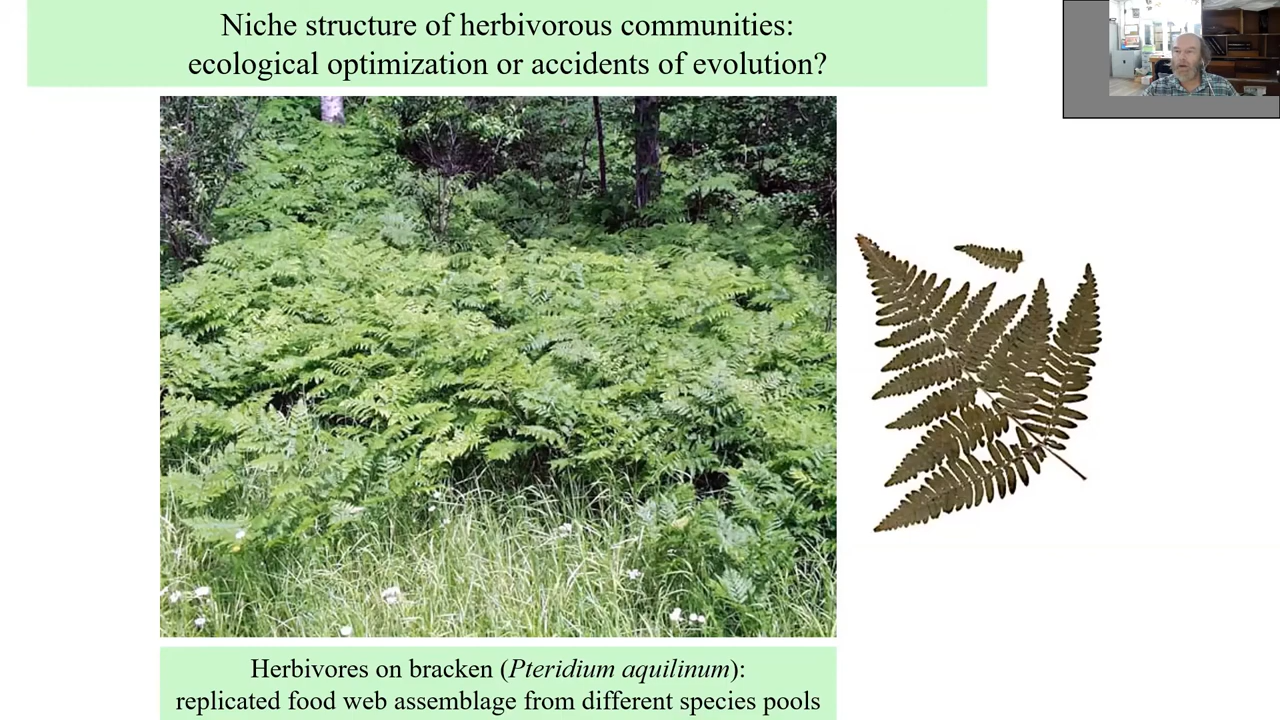 Niche structure of herbivorous communities:
ecological optimization or accidents of evolution?
Herbivores on bracken (Pteridium aquilinum):
replicated food web assemblage from different species pools